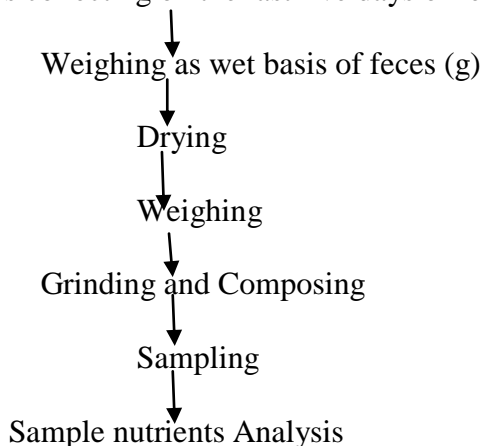 Weighing as wet basis of feces (g)
Drying
Weighing
Grinding and Composing
Sampling
Sample nutrients Analysis